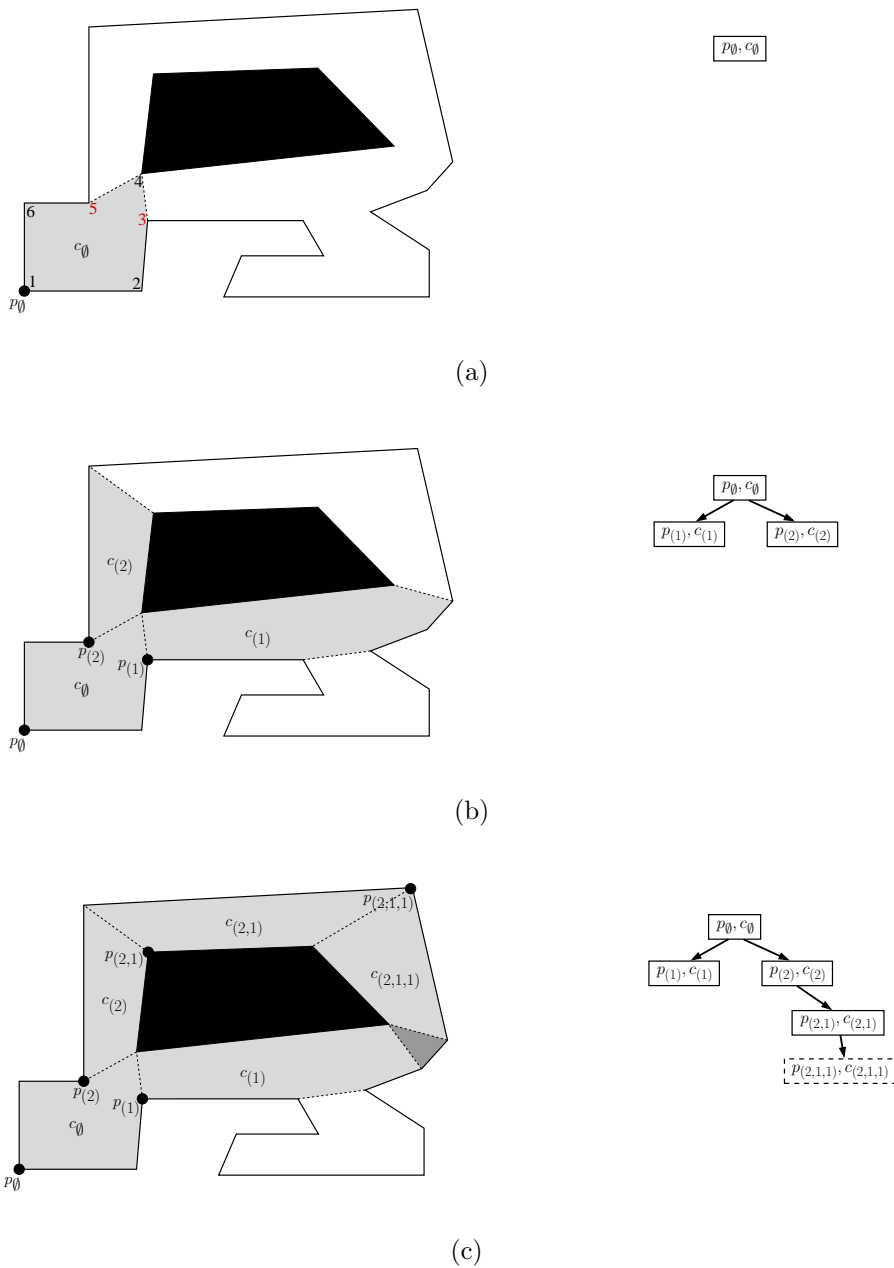 p∅, c∅
4
6
5
3
c∅
1
2
p∅
(a)
p∅, c∅
p(1), c(1)
p(2), c(2)
c(2)
c(1)
p(2)
p(1)
c∅
p∅
(b)
p(2,1,1)
c(2,1)
p∅, c∅
p(2,1)
c(2,1,1)
p(1), c(1)
p(2), c(2)
c(2)
p(2,1), c(2,1)
c(1)
p(2,1,1), c(2,1,1)
p(2)
p(1)
c∅
p∅
(c)